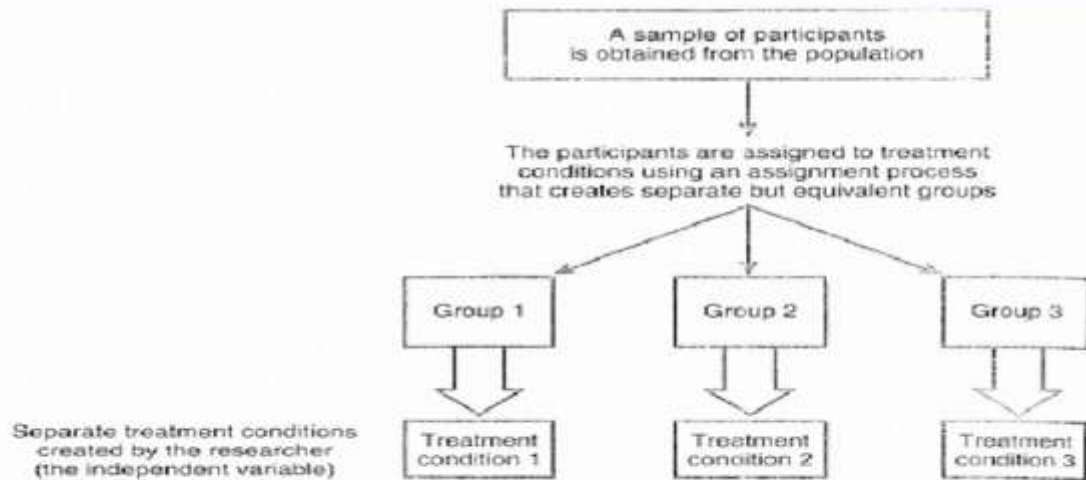 A sample of participants
is obtained from the population
The participants are assigned to treatment
conditions using an assignment process
that creates separate but equivalent groups
Group 1
Group 2
Group 3
Separate treatment conditions
created by the researcher
(the independent variable)
Treatment
condition 1
Treatment
condition 2
Treatment
condition 3